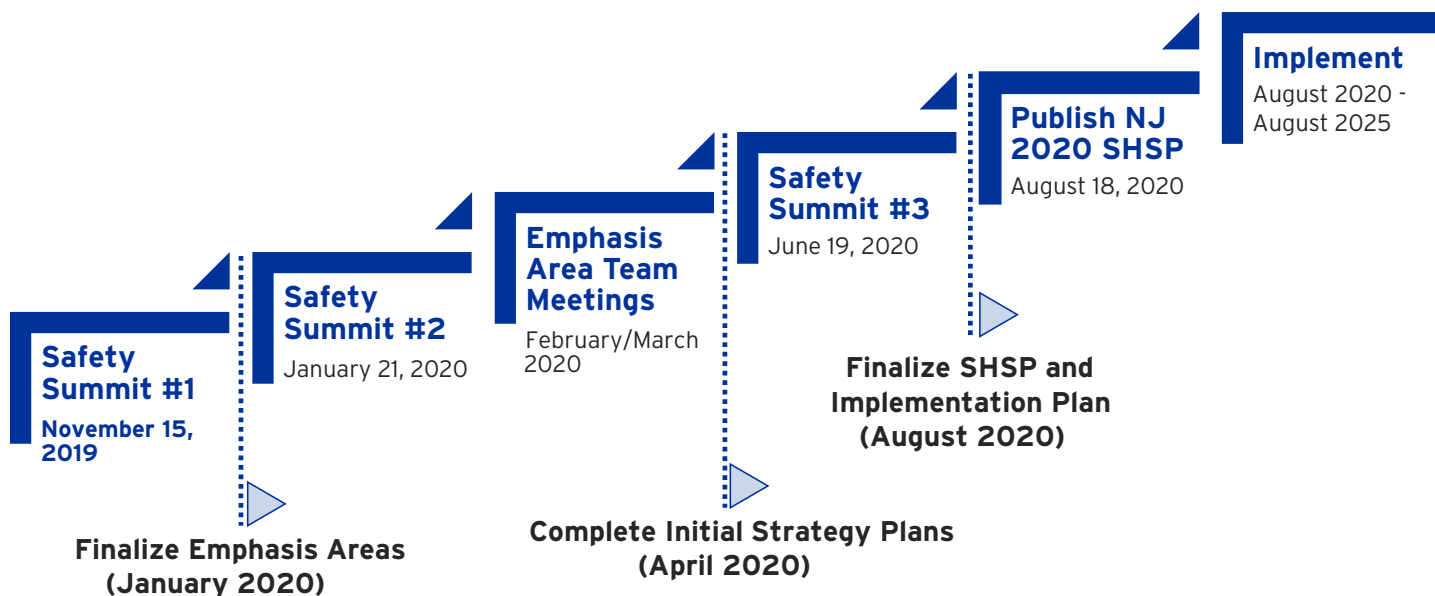 Safety
Summit #1
November 15,
2019
Safety
Summit #2
January 21, 2020
Emphasis
Area Team
Meetings
February/March
2020
Safety
Summit #3
June 19, 2020
Publish NJ
2020 SHSP
August 18, 2020
Implement
August 2020 -
August 2025
Finalize Emphasis Areas
(January 2020)
Complete Initial Strategy Plans
(April 2020)
Finalize SHSP and
Implementation Plan
(August 2020)